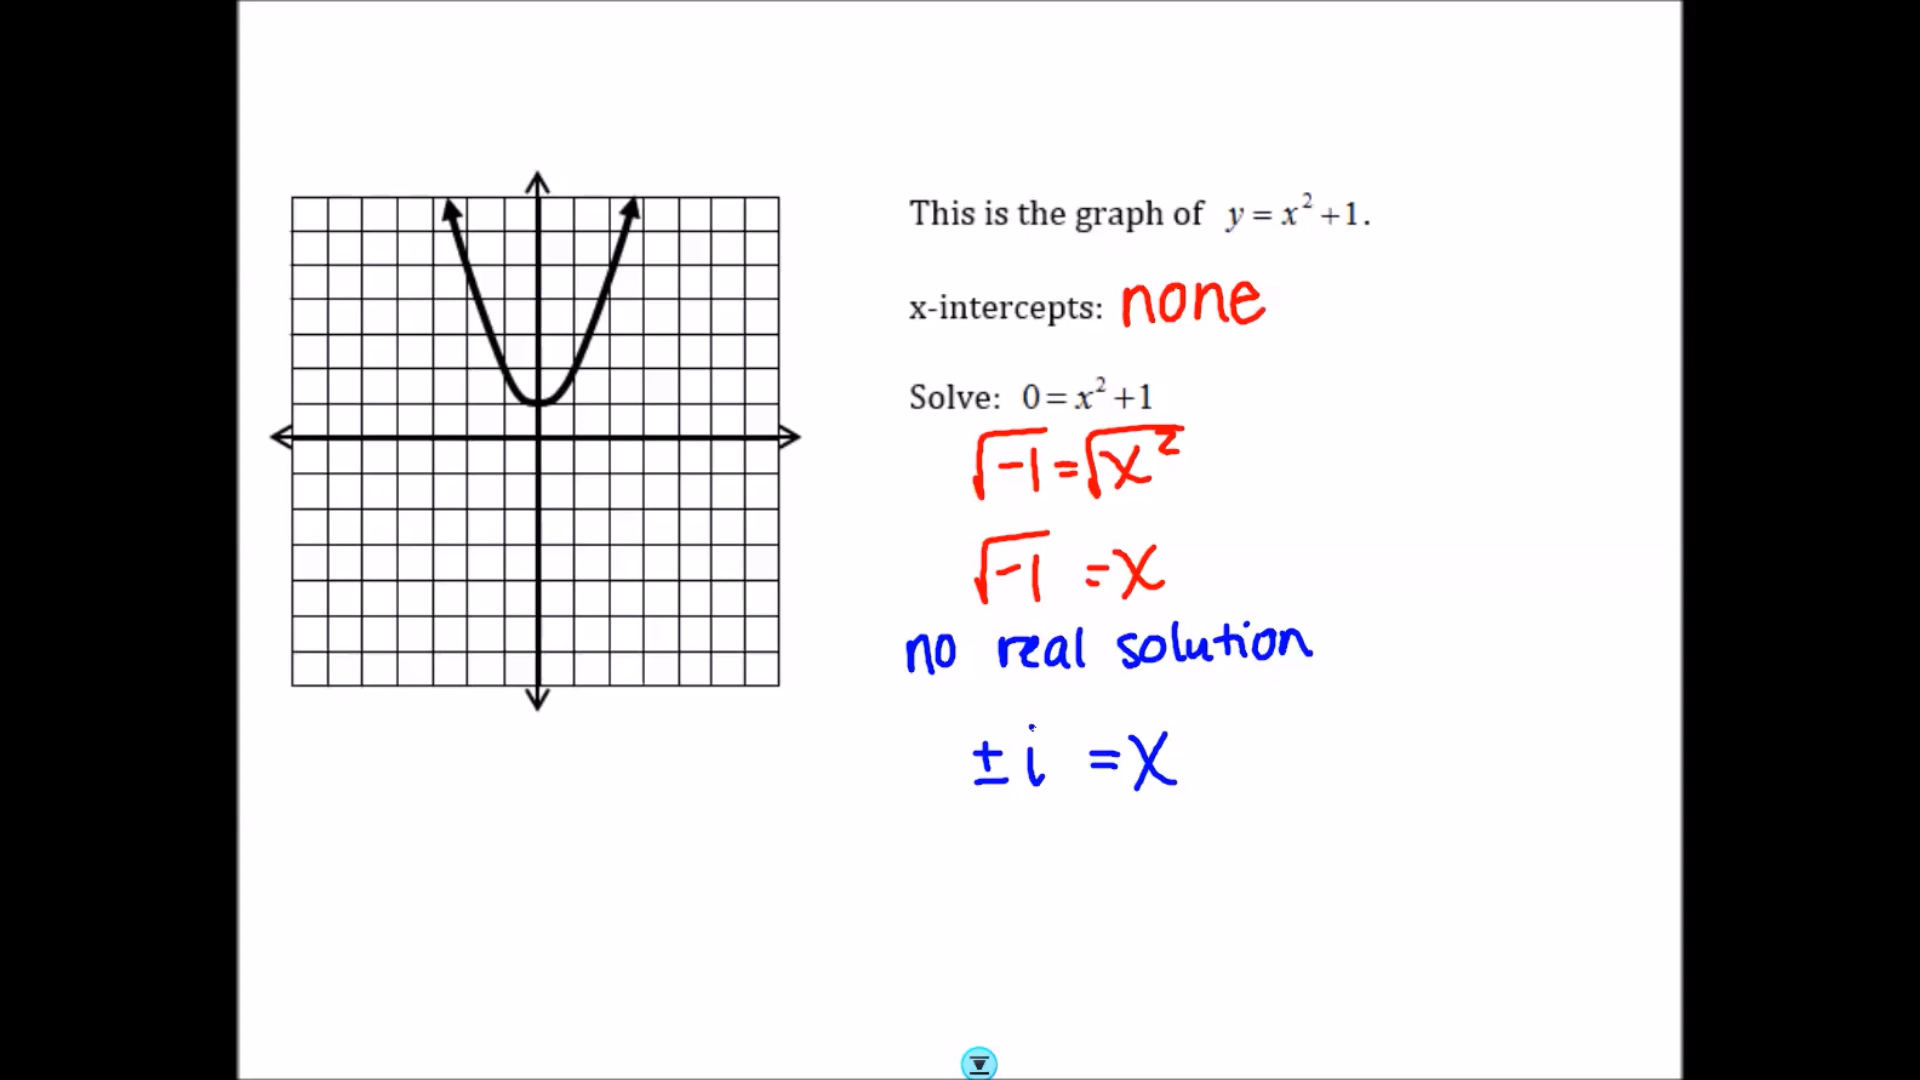 This is the graph of y = x² + 1.
x-intercepts: none
Solve: 0 = x² + 1
√-1 = √x²
√-1 = x
no real solution
± i = x